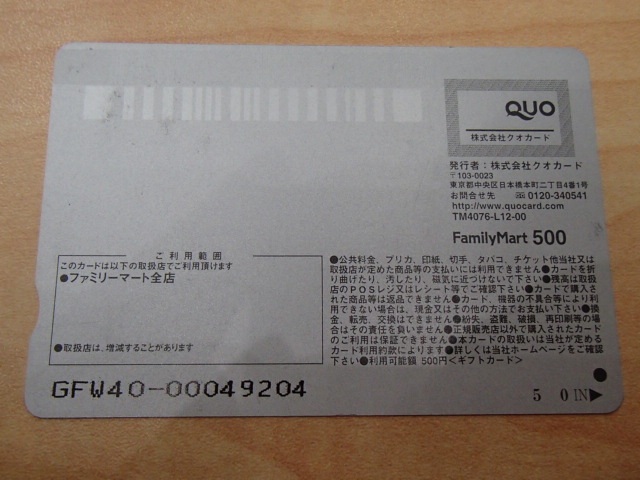 QUO
株式会社クオカード
発行者：株式会社クオカード
〒103-0023
東京都中央区日本橋本町二丁目4番1号
お問合せ先 0120-340541
http://www.quocard.com
TM4076-L12-00
FamilyMart 500
ご利用範囲
このカードは以下の取扱店でご利用頂けます
●ファミリーマート全店
●取扱店は、増減することがあります
●公共料金、プリカ、印紙、切手、タバコ、チケット他当社又は
取扱店が定めた商品等の支払いには利用できません●カードを折
り曲げたり、汚したり、磁気に近づけないで下さい●残高は取扱
店のPOSレジ又はレシート等でご確認下さい●カードで購入さ
れた商品等は返品できません●カード、機器の不具合等により利
用できない場合は、現金又はその他の方法でお支払い下さい●換
金、転売、交換はできません●紛失、盗難、破損、再印刷等の場
合はその責任を負いません●正規販売店以外で購入されたカード
のご利用は保証できません●本カードの取扱いは当社が定める
カード利用約款によります●詳しくは当社ホームページをご確認
下さい●利用可能額 500円<ギフトカード>
GFW40-00049204
5 0 IN▶